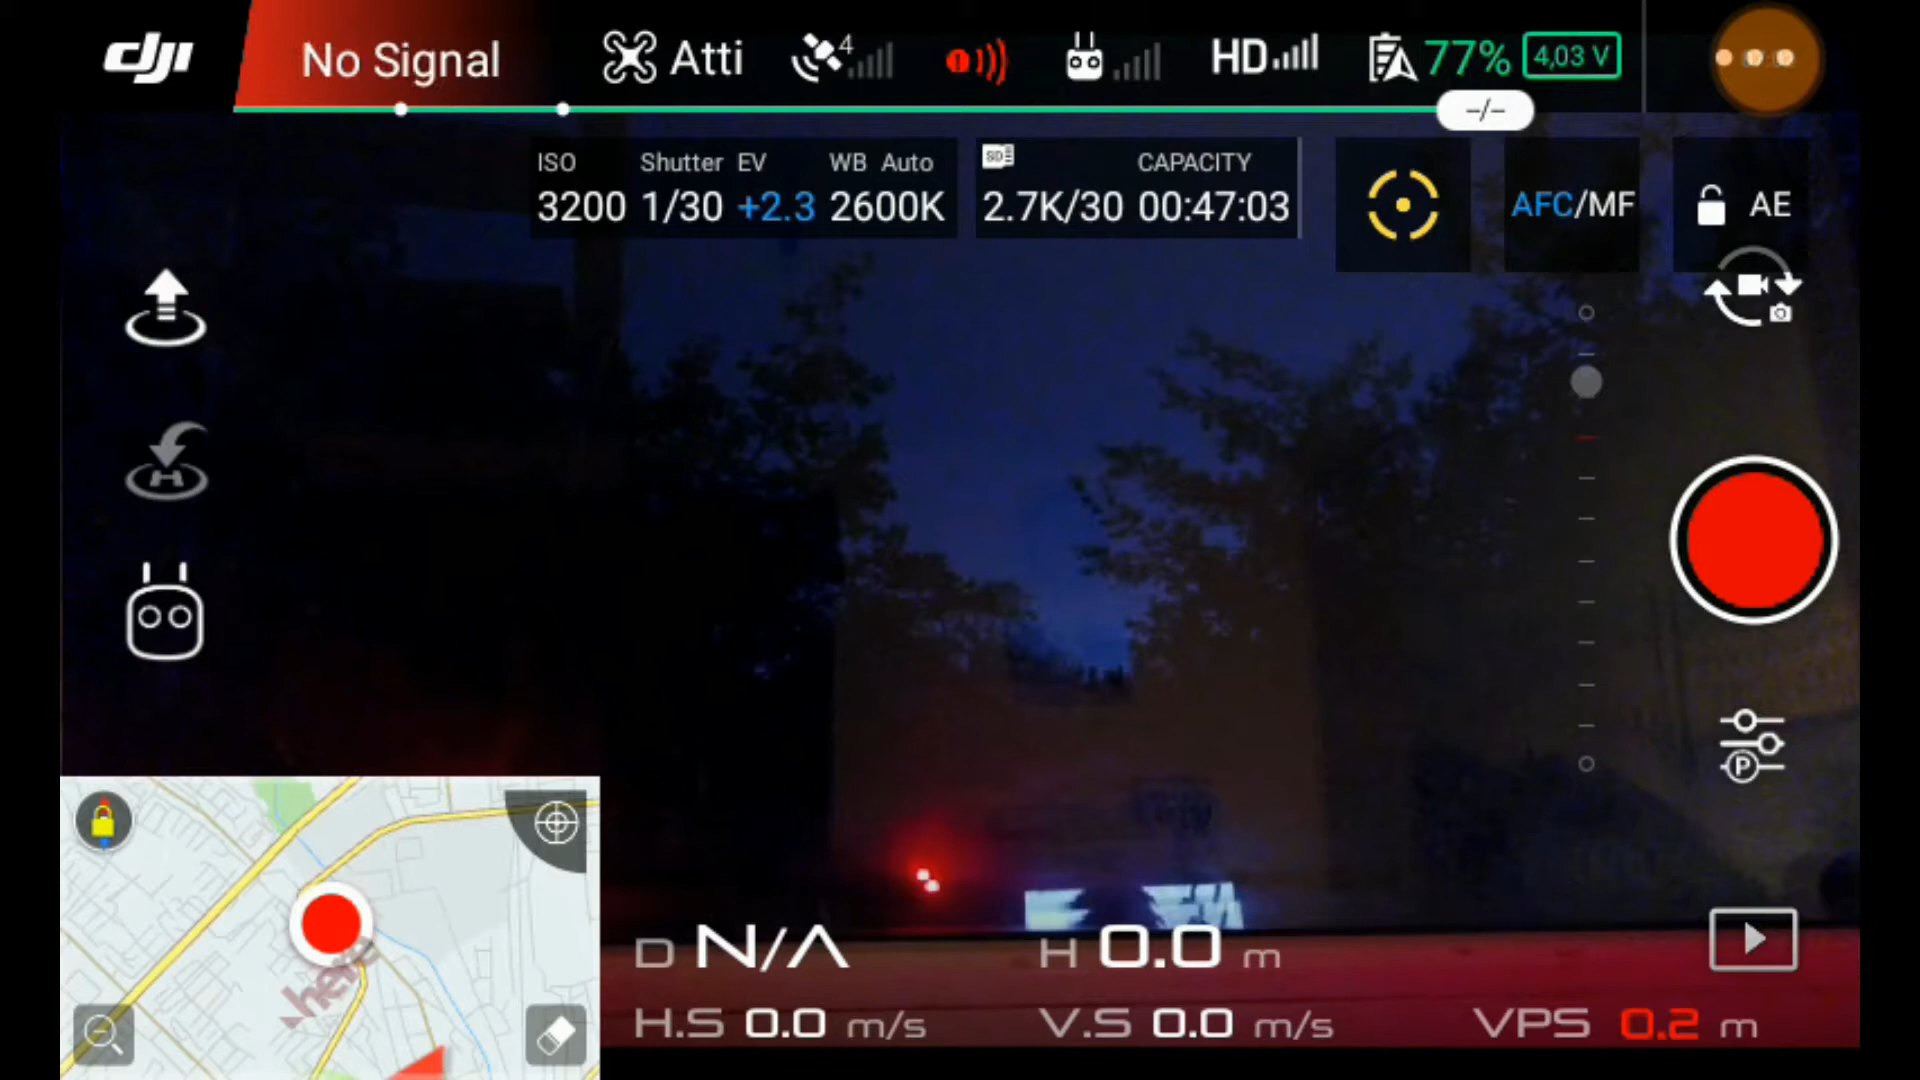 dji No Signal Atti 4 HD 77% 4,03 V
–/–
ISO Shutter EV WB Auto
3200 1/30 +2.3 2600K
SD CAPACITY
2.7K/30 00:47:03
AFC/MF
AE
P
H
D N/A H 0.0 m
H.S 0.0 m/s V.S 0.0 m/s VPS 0.2 m
here